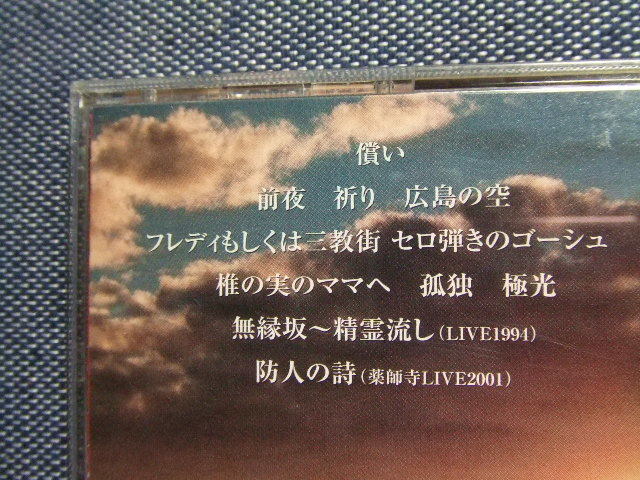 償い
前夜　祈り　広島の空
フレディもしくは三教街 セロ弾きのゴーシュ
椎の実のママへ　孤独　極光
無縁坂～精霊流し(LIVE1994)
防人の詩(薬師寺LIVE2001)